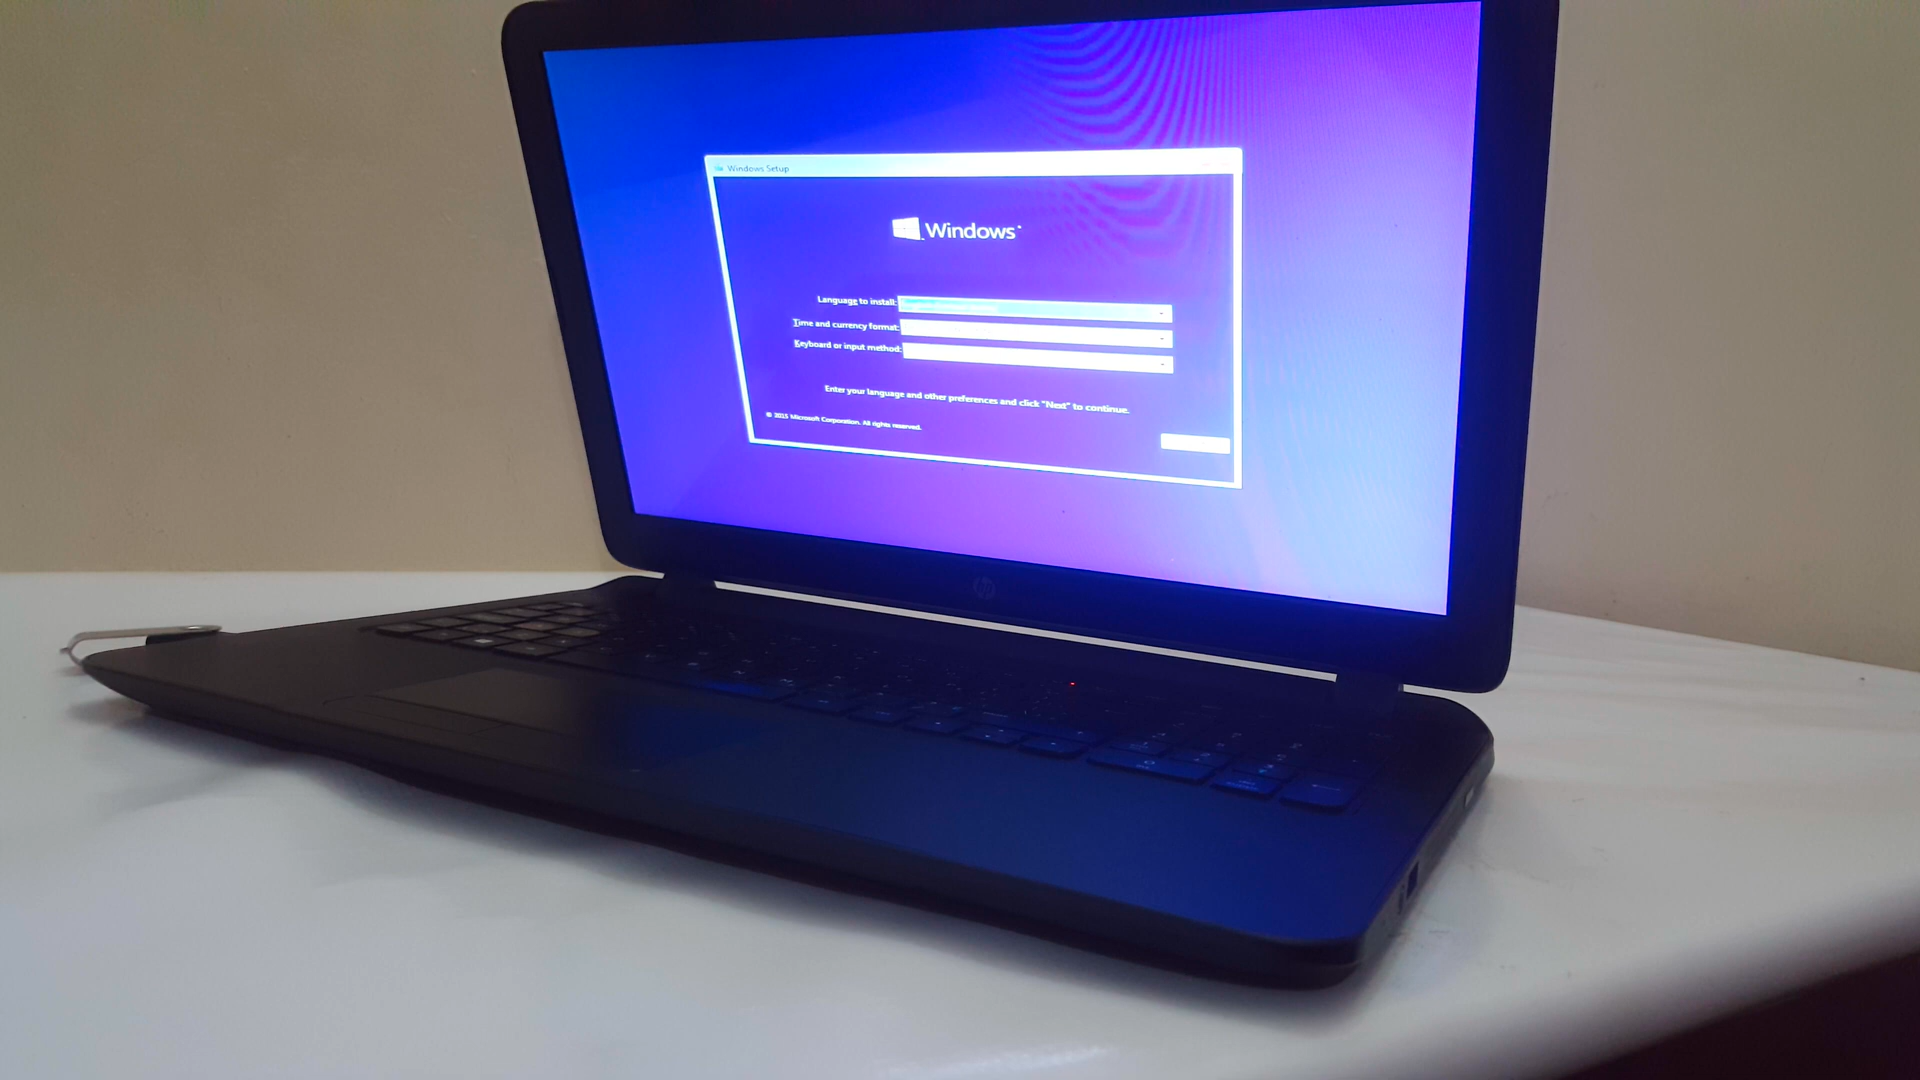 Windows Setup
Windows
Language to install:
Time and currency format:
Keyboard or input method:
Enter your language and other preferences and click "Next" to continue.
© 2015 Microsoft Corporation. All rights reserved.
hp